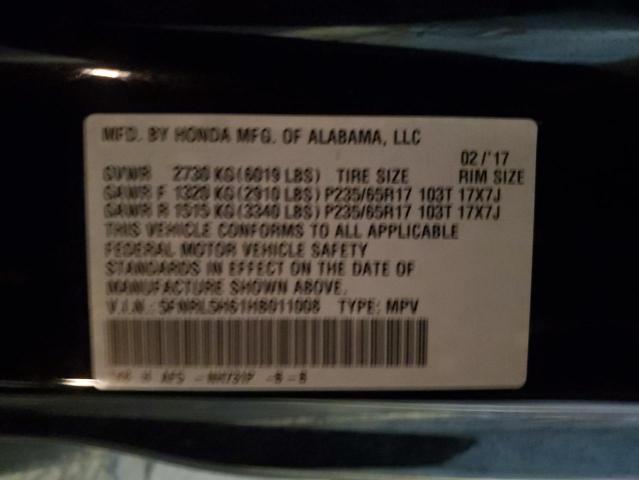 MFD. BY HONDA MFG. OF ALABAMA, LLC
02/'17
GVWR 2730 KG(6019 LBS) TIRE SIZE RIM SIZE
GAWR F 1320 KG(2910 LBS) P235/65R17 103T 17X7J
GAWR R 1515 KG(3340 LBS) P235/65R17 103T 17X7J
THIS VEHICLE CONFORMS TO ALL APPLICABLE
FEDERAL MOTOR VEHICLE SAFETY
STANDARDS IN EFFECT ON THE DATE OF
MANUFACTURE SHOWN ABOVE.
V.I.N.: 5FNRL5H61HB011008 TYPE: MPV